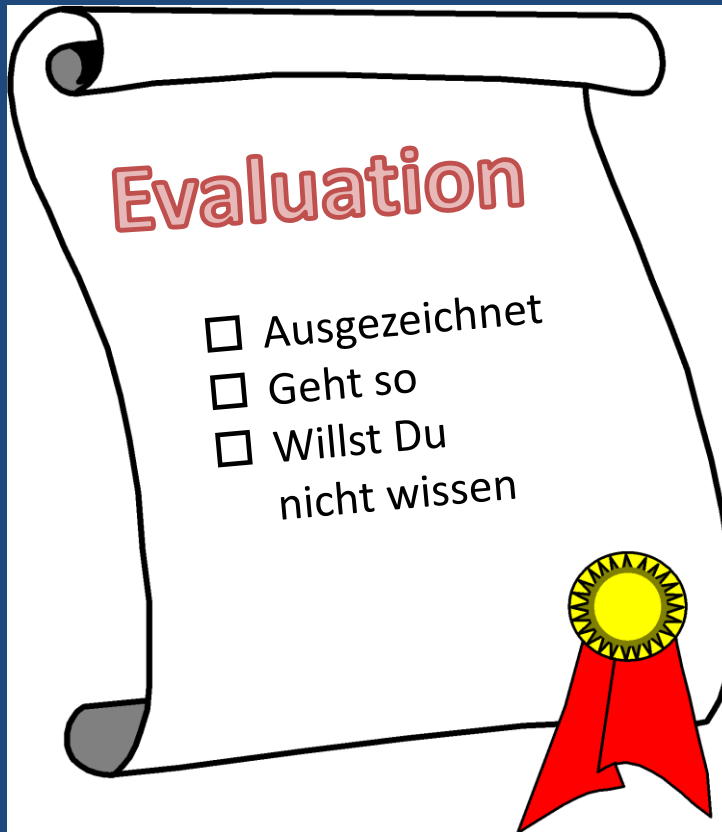 Evaluation
☐ Ausgezeichnet
☐ Geht so
☐ Willst Du
nicht wissen